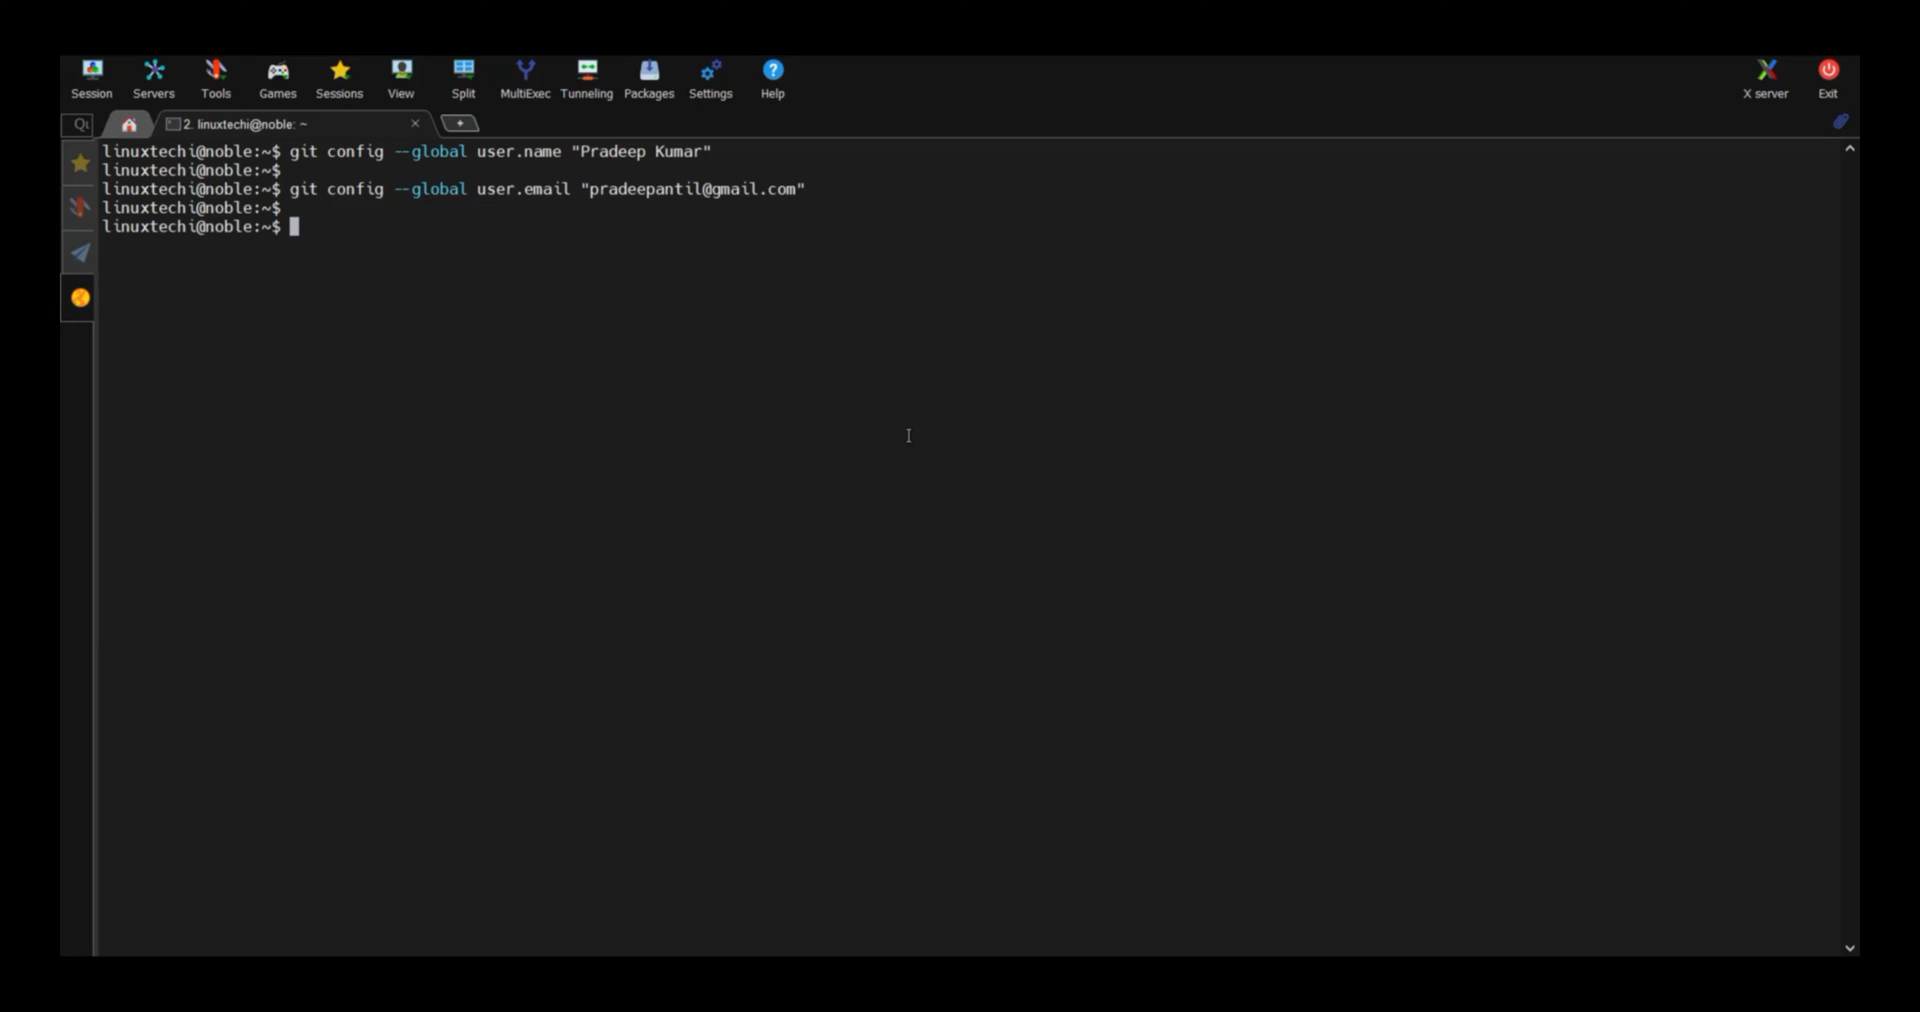 Session Servers Tools Games Sessions View Split MultiExec Tunneling Packages Settings Help X server Exit
Qu 2. linuxtechi@noble: ~
linuxtechi@noble:~$ git config --global user.name "Pradeep Kumar"
linuxtechi@noble:~$
linuxtechi@noble:~$ git config --global user.email "pradeepantil@gmail.com"
linuxtechi@noble:~$
linuxtechi@noble:~$